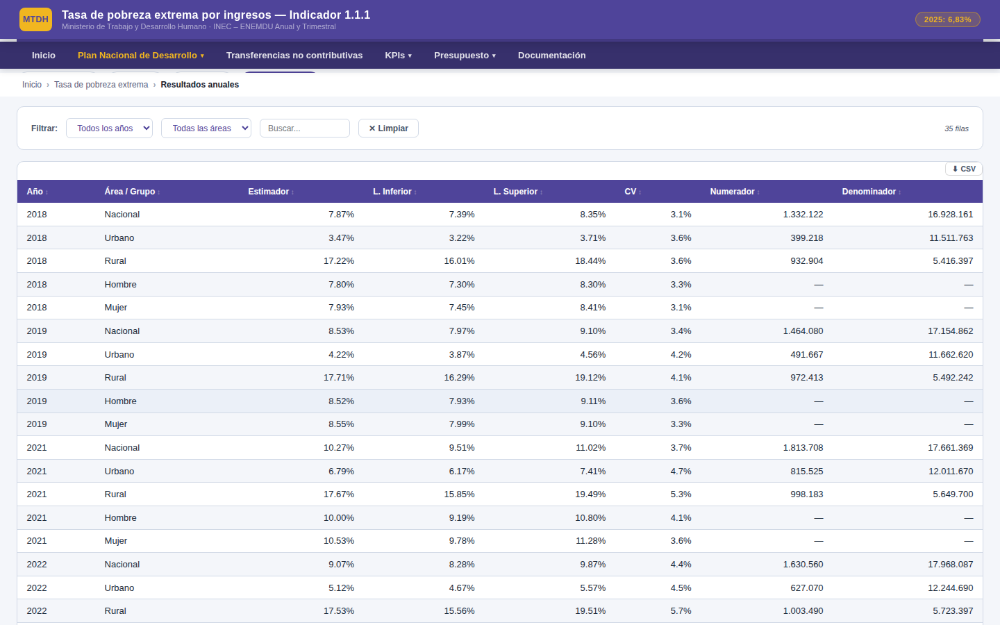 MTDH
Tasa de pobreza extrema por ingresos — Indicador 1.1.1
Ministerio de Trabajo y Desarrollo Humano · INEC – ENEMDU Anual y Trimestral
2025: 6,83%
Inicio Plan Nacional de Desarrollo ▾ Transferencias no contributivas KPIs ▾ Presupuesto ▾ Documentación
Inicio › Tasa de pobreza extrema › Resultados anuales
Filtrar: Todos los años Todas las áreas Buscar... ✕ Limpiar 35 filas
⬇ CSV
Año ↕ Área / Grupo ↕ Estimador ↕ L. Inferior ↕ L. Superior ↕ CV ↕ Numerador ↕ Denominador ↕
2018 Nacional 7.87% 7.39% 8.35% 3.1% 1.332.122 16.928.161
2018 Urbano 3.47% 3.22% 3.71% 3.6% 399.218 11.511.763
2018 Rural 17.22% 16.01% 18.44% 3.6% 932.904 5.416.397
2018 Hombre 7.80% 7.30% 8.30% 3.3% — —
2018 Mujer 7.93% 7.45% 8.41% 3.1% — —
2019 Nacional 8.53% 7.97% 9.10% 3.4% 1.464.080 17.154.862
2019 Urbano 4.22% 3.87% 4.56% 4.2% 491.667 11.662.620
2019 Rural 17.71% 16.29% 19.12% 4.1% 972.413 5.492.242
2019 Hombre 8.52% 7.93% 9.11% 3.6% — —
2019 Mujer 8.55% 7.99% 9.10% 3.3% — —
2021 Nacional 10.27% 9.51% 11.02% 3.7% 1.813.708 17.661.369
2021 Urbano 6.79% 6.17% 7.41% 4.7% 815.525 12.011.670
2021 Rural 17.67% 15.85% 19.49% 5.3% 998.183 5.649.700
2021 Hombre 10.00% 9.19% 10.80% 4.1% — —
2021 Mujer 10.53% 9.78% 11.28% 3.6% — —
2022 Nacional 9.07% 8.28% 9.87% 4.4% 1.630.560 17.968.087
2022 Urbano 5.12% 4.67% 5.57% 4.5% 627.070 12.244.690
2022 Rural 17.53% 15.56% 19.51% 5.7% 1.003.490 5.723.397